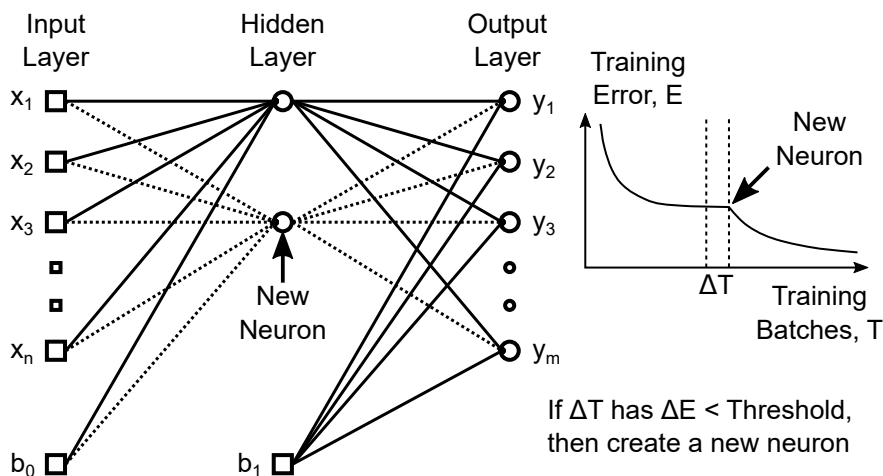 Input
Layer
Hidden
Layer
Output
Layer
x1
x2
x3
xn
b0
New
Neuron
b1
y1
y2
y3
ym
Training
Error, E
New
Neuron
ΔT
Training
Batches, T
If ΔT has ΔE < Threshold,
then create a new neuron